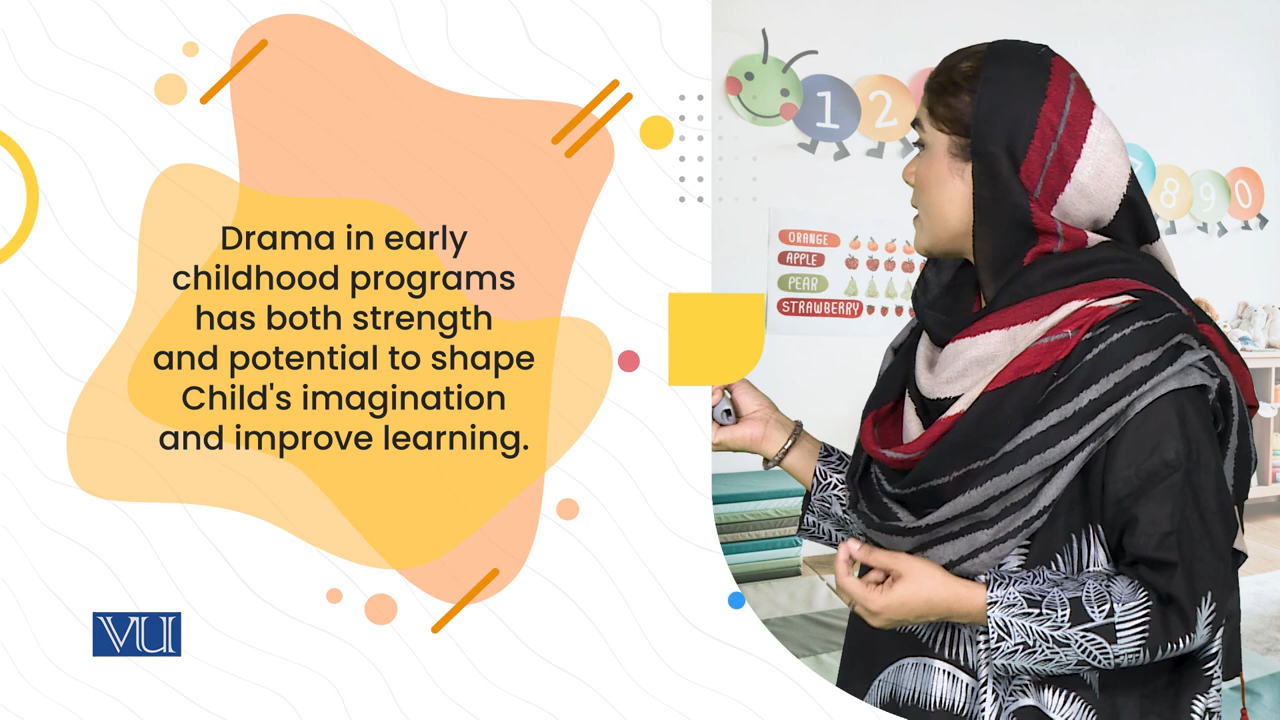 Drama in early
childhood programs
has both strength
and potential to shape
Child's imagination
and improve learning.
VU
1 2
8 9 0
ORANGE
APPLE
PEAR
STRAWBERRY